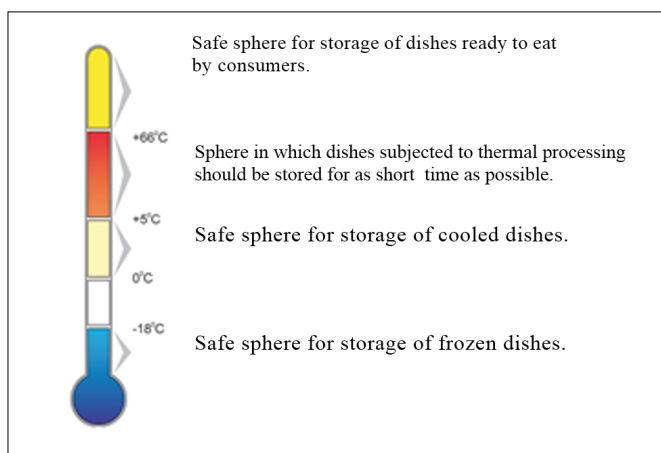 Safe sphere for storage of dishes ready to eat
by consumers.
+66°C
Sphere in which dishes subjected to thermal processing
should be stored for as short time as possible.
+5°C
Safe sphere for storage of cooled dishes.
0°C
-18°C
Safe sphere for storage of frozen dishes.